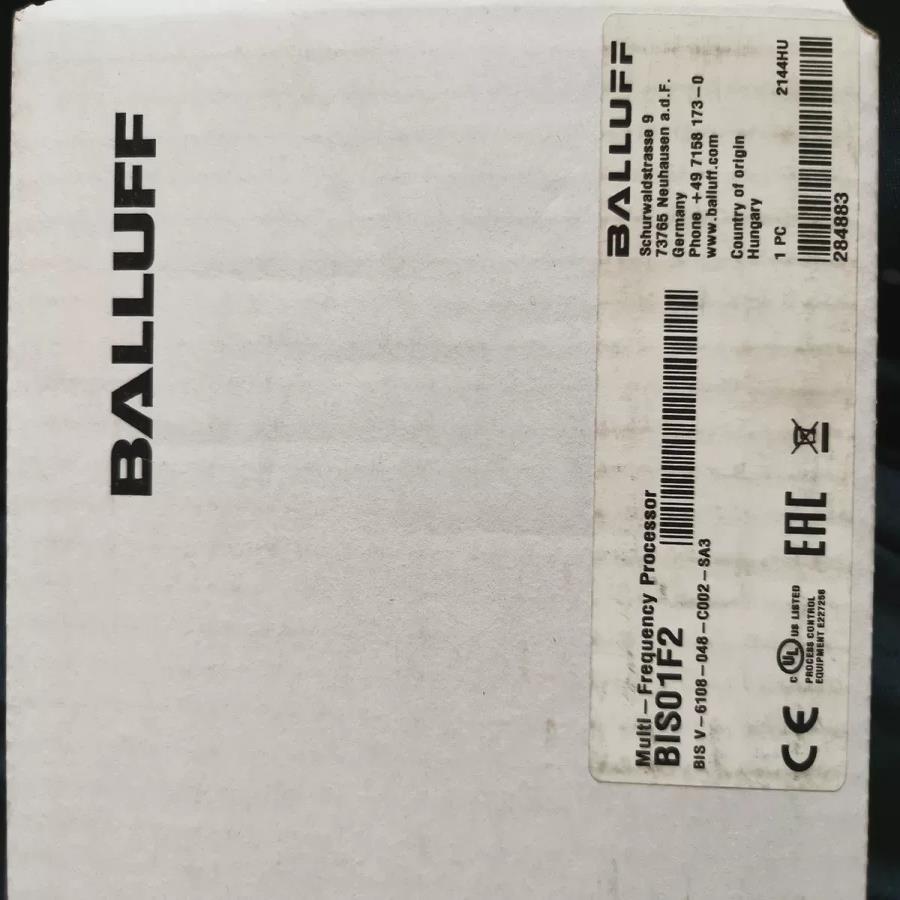 BALLUFF
BALLUFF
Schurwaldstrasse 9
73765 Neuhausen a.d.F.
Germany
Phone +49 7158 173-0
www.balluff.com
Country of origin
Hungary
1 PC 2144HU
284883
Multi-Frequency Processor
BIS01F2
BIS V-6108-048-C002-SA3
CE
C UL US LISTED
PROCESS CONTROL
EQUIPMENT E227256
EAC